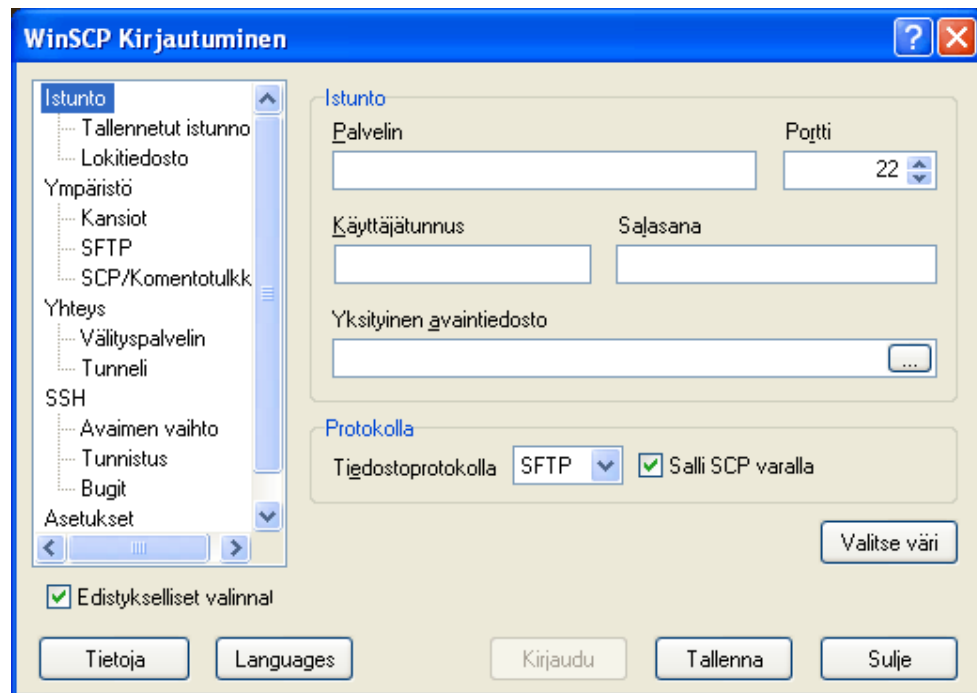 WinSCP Kirjautuminen
Istunto
Tallennetut istunno
Lokitiedosto
Ympäristö
Kansiot
SFTP
SCP/Komentotulkk
Yhteys
Välityspalvelin
Tunneli
SSH
Avaimen vaihto
Tunnistus
Bugit
Asetukset
Edistykselliset valinnat
Istunto
Palvelin Portti
22
Käyttäjätunnus Salasana
Yksityinen avaintiedosto
...
Protokolla
Tiedostoprotokolla SFTP Salli SCP varalla
Valitse väri
Tietoja Languages Kirjaudu Tallenna Sulje